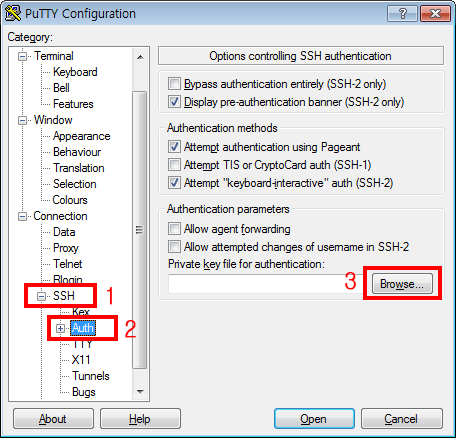 PuTTY Configuration
Category:
Terminal
Keyboard
Bell
Features
Window
Appearance
Behaviour
Translation
Selection
Colours
Connection
Data
Proxy
Telnet
Rlogin
SSH 1
Kex
Auth 2
TTY
X11
Tunnels
Bugs
Options controlling SSH authentication
Bypass authentication entirely (SSH-2 only)
Display pre-authentication banner (SSH-2 only)
Authentication methods
Attempt authentication using Pageant
Attempt TIS or CryptoCard auth (SSH-1)
Attempt "keyboard-interactive" auth (SSH-2)
Authentication parameters
Allow agent forwarding
Allow attempted changes of username in SSH-2
Private key file for authentication:
3 Browse...
About Help Open Cancel